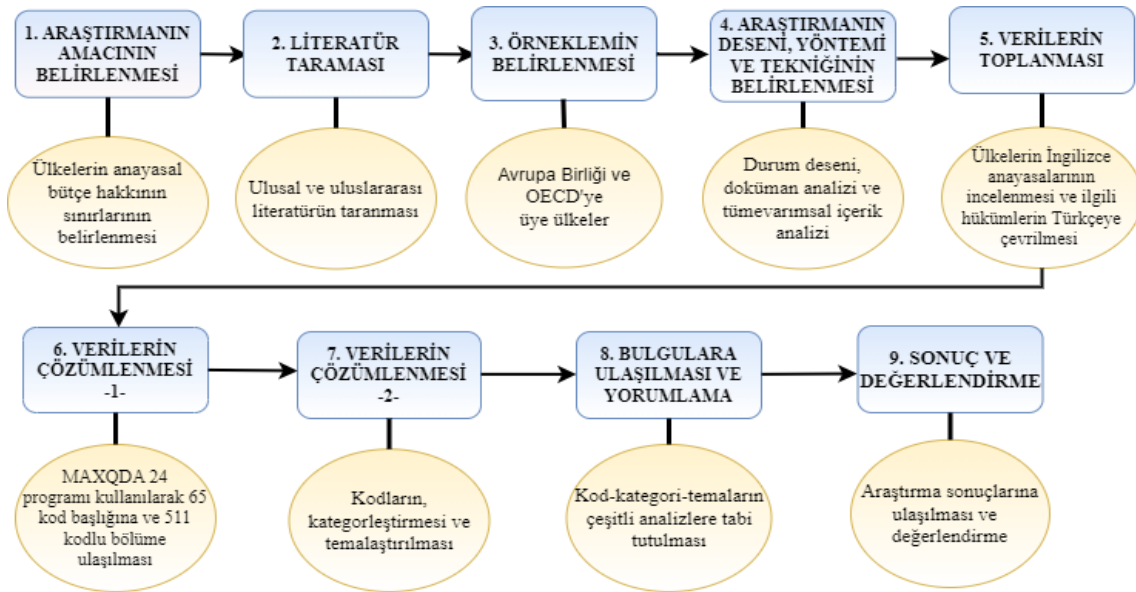 1. ARAŞTIRMANIN
AMACININ
BELİRLENMESİ
2. LİTERATÜR
TARAMASI
3. ÖRNEKLEMİN
BELİRLENMESİ
4. ARAŞTIRMANIN
DESENİ, YÖNTEMİ
VE TEKNİĞİNİN
BELİRLENMESİ
5. VERİLERİN
TOPLANMASI
Ülkelerin anayasal
bütçe hakkının
sınırlarının
belirlenmesi
Ulusal ve uluslararası
literatürün taranması
Avrupa Birliği ve
OECD'ye
üye ülkeler
Durum deseni,
doküman analizi ve
tümevarımsal içerik
analizi
Ülkelerin İngilizce
anayasalarının
incelenmesi ve ilgili
hükümlerin Türkçeye
çevrilmesi
6. VERİLERİN
ÇÖZÜMLENMESİ
-1-
7. VERİLERİN
ÇÖZÜMLENMESİ
-2-
8. BULGULARA
ULAŞILMASI VE
YORUMLAMA
9. SONUÇ VE
DEĞERLENDİRME
MAXQDA 24
programı kullanılarak 65
kod başlığına ve 511
kodlu bölüme
ulaşılması
Kodların,
kategorleştirmesi ve
temalaştırılması
Kod-kategori-temaların
çeşitli analizlere tabi
tutulması
Araştırma sonuçlarına
ulaşılması ve
değerlendirme